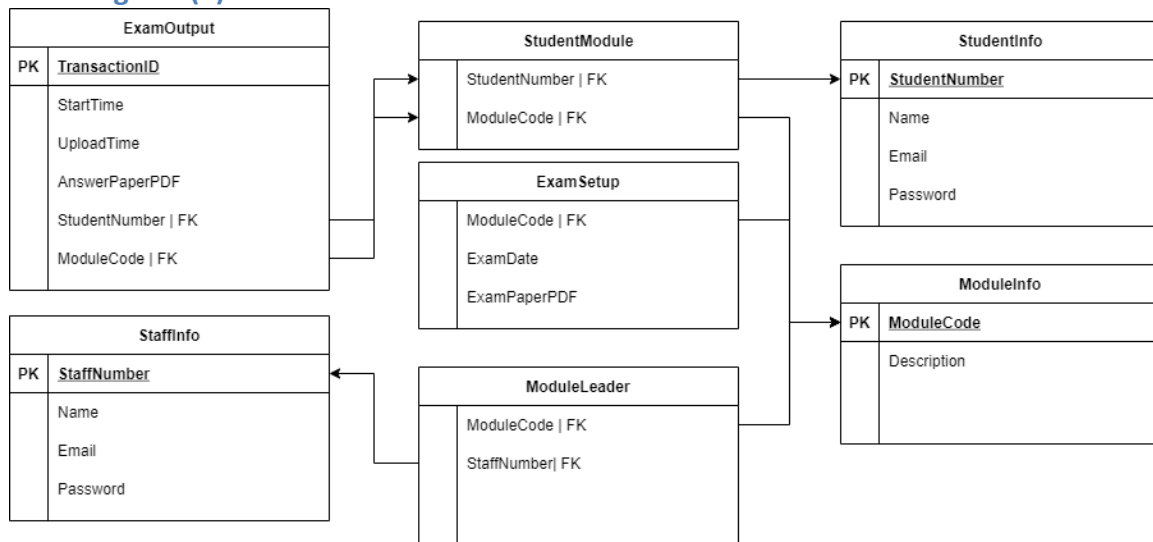 ExamOutput
PK TransactionID
StartTime
UploadTime
AnswerPaperPDF
StudentNumber | FK
ModuleCode | FK
StudentModule
StudentNumber | FK
ModuleCode | FK
StudentInfo
PK StudentNumber
Name
Email
Password
ExamSetup
ModuleCode | FK
ExamDate
ExamPaperPDF
ModuleInfo
PK ModuleCode
Description
StaffInfo
PK StaffNumber
Name
Email
Password
ModuleLeader
ModuleCode | FK
StaffNumber| FK